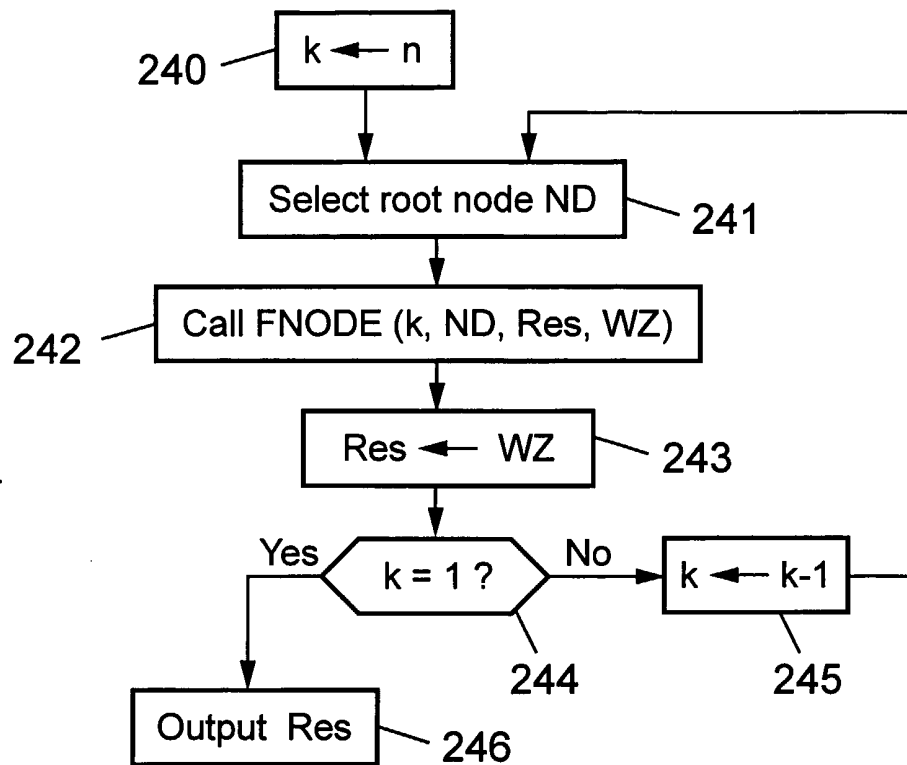 k ← n
240
Select root node ND
241
Call FNODE (k, ND, Res, WZ)
242
Res ← WZ
243
Yes
k = 1 ?
No
k ← k-1
244
245
Output Res
246